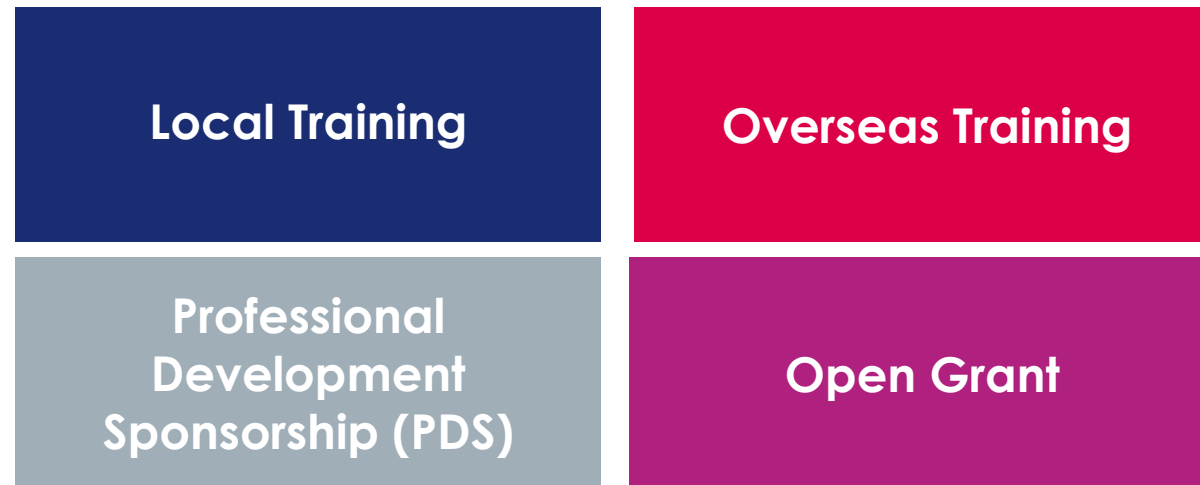 Local Training
Overseas Training
Professional
Development
Sponsorship (PDS)
Open Grant